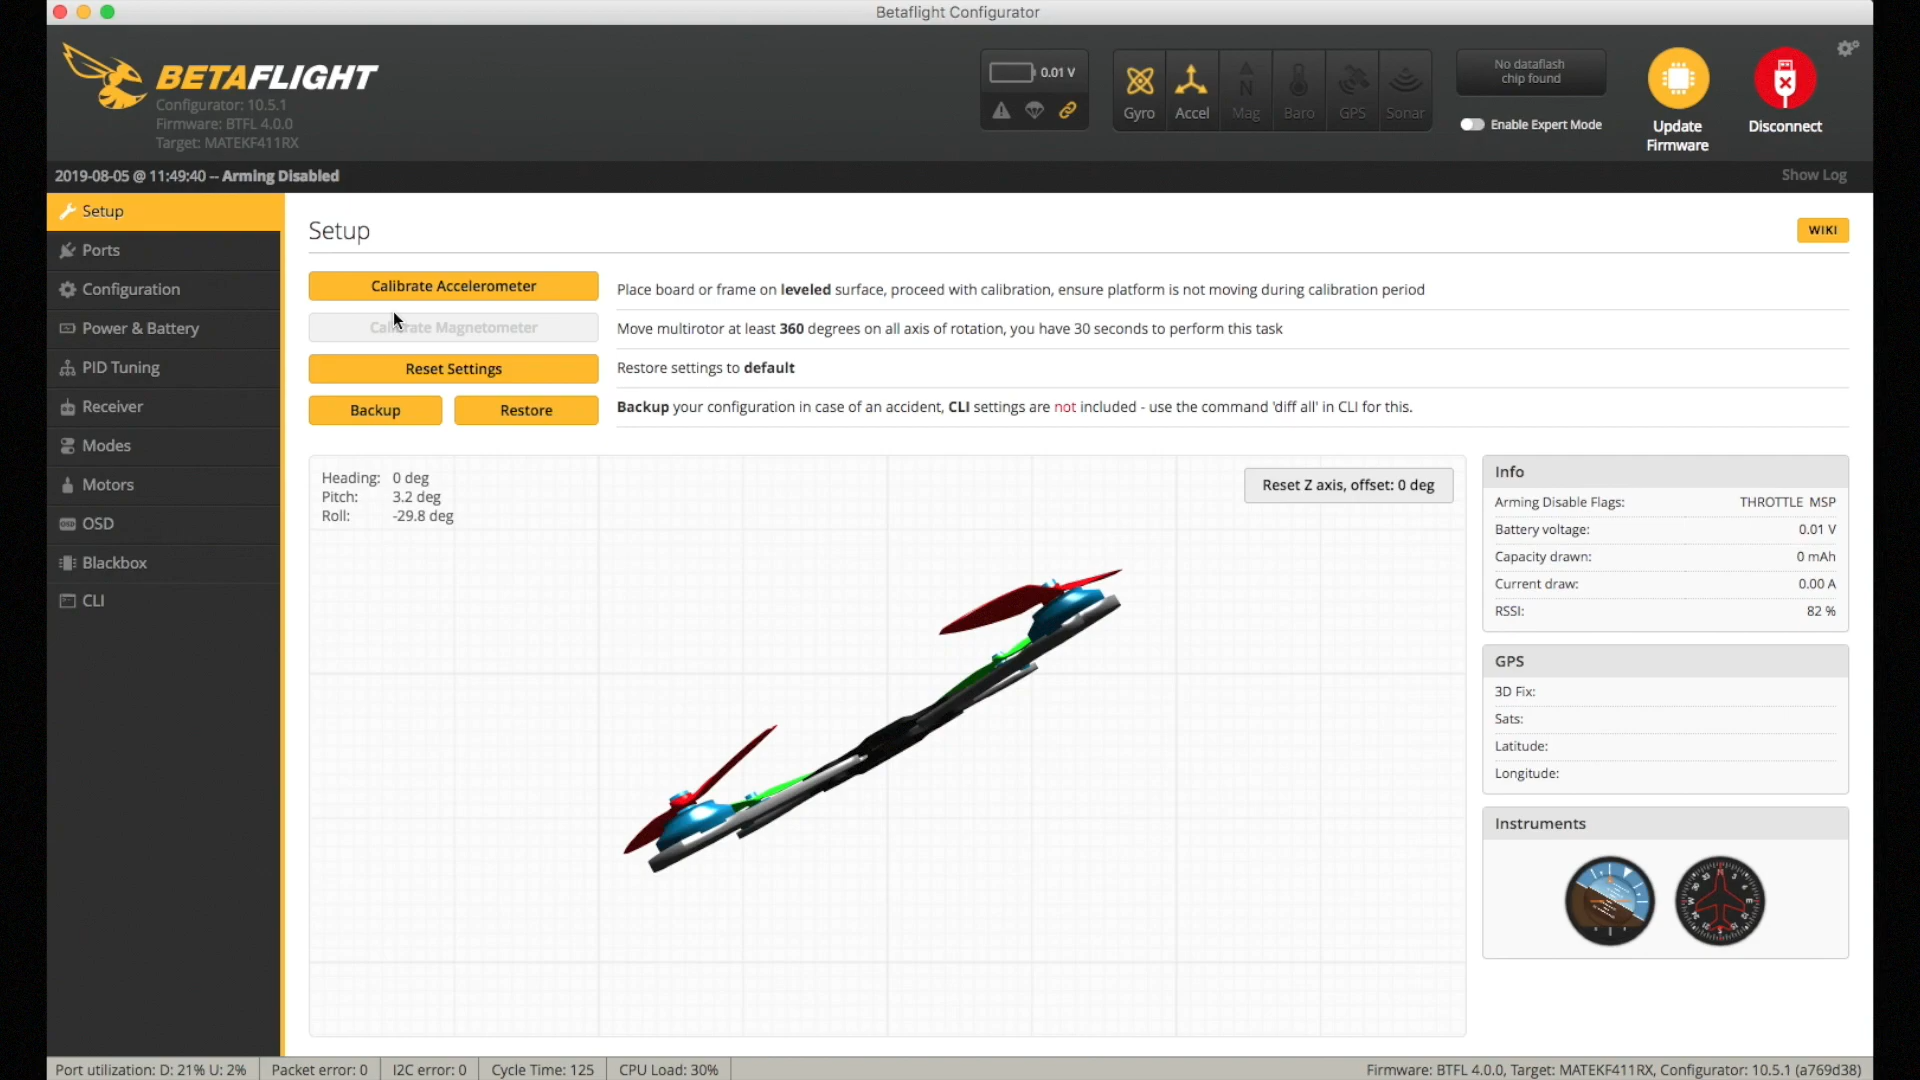 Betaflight Configurator
BETAFLIGHT
Configurator: 10.5.1
Firmware: BTFL 4.0.0
Target: MATEKF411RX
0.01 V
Gyro
Accel
Mag
Baro
GPS
Sonar
No dataflash
chip found
Enable Expert Mode
Update
Firmware
Disconnect
2019-08-05 @ 11:49:40 -- Arming Disabled
Show Log
Setup
Ports
Configuration
Power & Battery
PID Tuning
Receiver
Modes
Motors
OSD
Blackbox
CLI
Setup
WIKI
Calibrate Accelerometer
Place board or frame on leveled surface, proceed with calibration, ensure platform is not moving during calibration period
Calibrate Magnetometer
Move multirotor at least 360 degrees on all axis of rotation, you have 30 seconds to perform this task
Reset Settings
Restore settings to default
Backup
Restore
Backup your configuration in case of an accident, CLI settings are not included - use the command 'diff all' in CLI for this.
Heading: 0 deg
Pitch: 3.2 deg
Roll: -29.8 deg
Reset Z axis, offset: 0 deg
Info
Arming Disable Flags: THROTTLE MSP
Battery voltage: 0.01 V
Capacity drawn: 0 mAh
Current draw: 0.00 A
RSSI: 82 %
GPS
3D Fix:
Sats:
Latitude:
Longitude:
Instruments
Port utilization: D: 21% U: 2%
Packet error: 0
I2C error: 0
Cycle Time: 125
CPU Load: 30%
Firmware: BTFL 4.0.0, Target: MATEKF411RX, Configurator: 10.5.1 (a769d38)